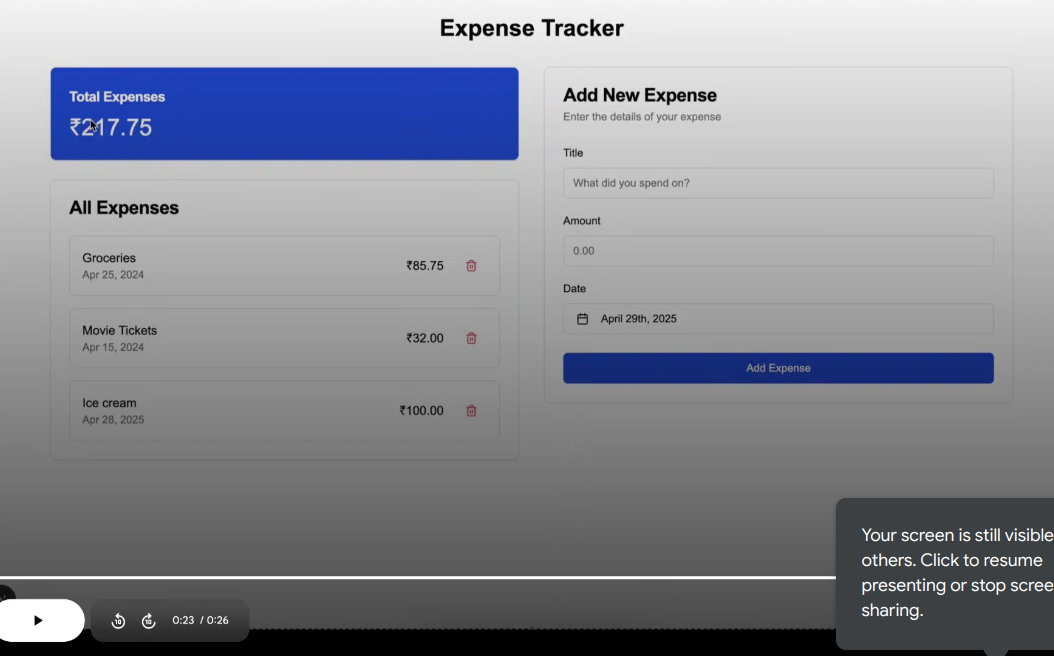 Expense Tracker
Total Expenses
₹217.75
All Expenses
Groceries
Apr 25, 2024
₹85.75
Movie Tickets
Apr 15, 2024
₹32.00
Ice cream
Apr 28, 2025
₹100.00
Add New Expense
Enter the details of your expense
Title
What did you spend on?
Amount
0.00
Date
April 29th, 2025
Add Expense
Your screen is still visible
others. Click to resume
presenting or stop scree
sharing.
10
10
0:23 / 0:26